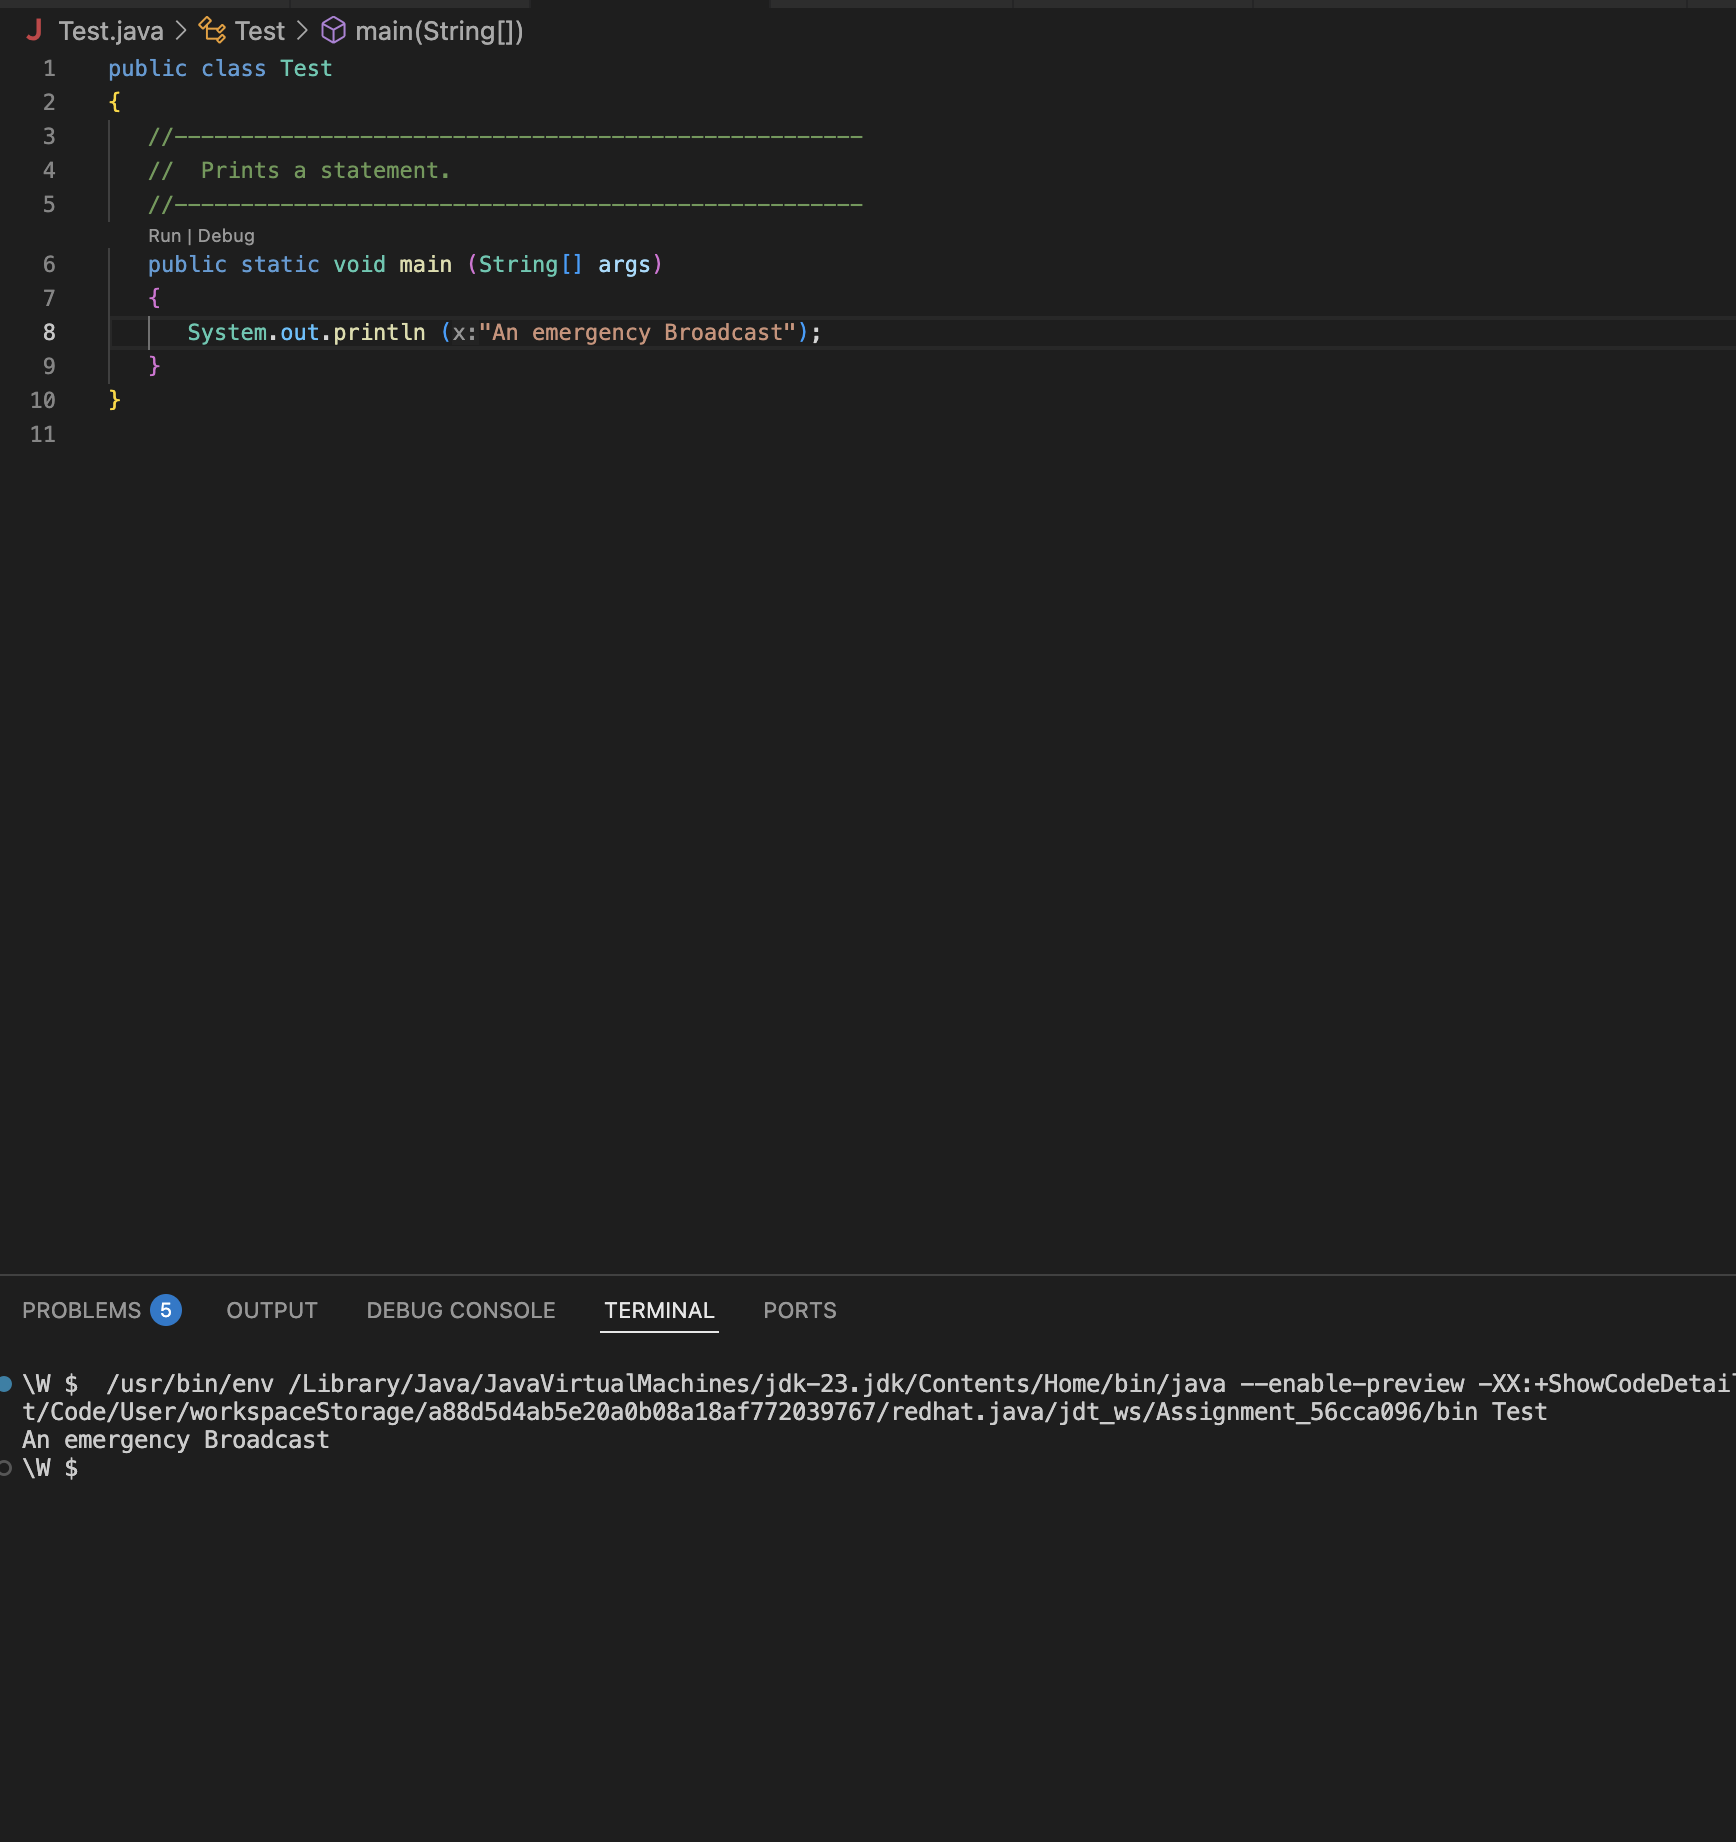 Test.java > Test > main(String[])
1 public class Test
2 {
3 //----------------------------------------------------
4 //  Prints a statement.
5 //----------------------------------------------------
Run | Debug
6 public static void main (String[] args)
7 {
8 System.out.println (x:"An emergency Broadcast");
9 }
10 }
11
PROBLEMS 5 OUTPUT DEBUG CONSOLE TERMINAL PORTS
\W $  /usr/bin/env /Library/Java/JavaVirtualMachines/jdk-23.jdk/Contents/Home/bin/java --enable-preview -XX:+ShowCodeDetail
t/Code/User/workspaceStorage/a88d5d4ab5e20a0b08a18af772039767/redhat.java/jdt_ws/Assignment_56cca096/bin Test
An emergency Broadcast
\W $